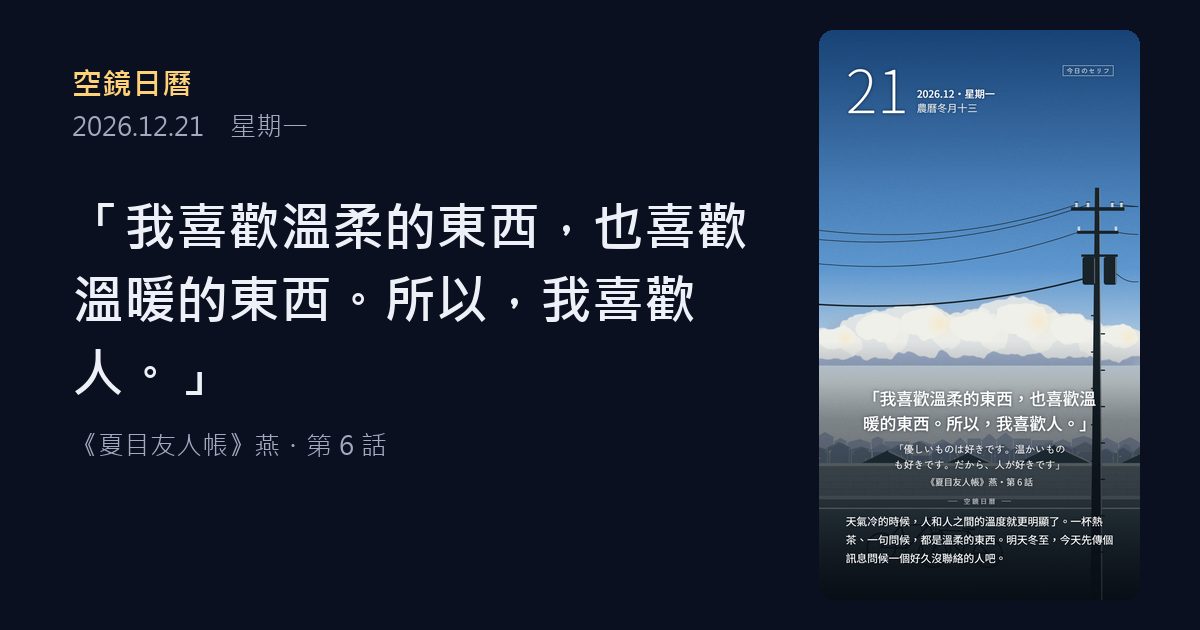 空鏡日曆
2026.12.21　星期一
「我喜歡溫柔的東西，也喜歡
溫暖的東西。所以，我喜歡
人。」
《夏目友人帳》燕・第 6 話
21
2026.12・星期一
農曆冬月十三
今日のセリフ
「我喜歡溫柔的東西，也喜歡溫
暖的東西。所以，我喜歡人。」
「優しいものは好きです。温かいもの
も好きです。だから、人が好きです」
《夏目友人帳》燕・第 6 話
— 空鏡日曆 —
天氣冷的時候，人和人之間的溫度就更明顯了。一杯熱
茶、一句問候，都是溫柔的東西。明天冬至，今天先傳個
訊息問候一個好久沒聯絡的人吧。